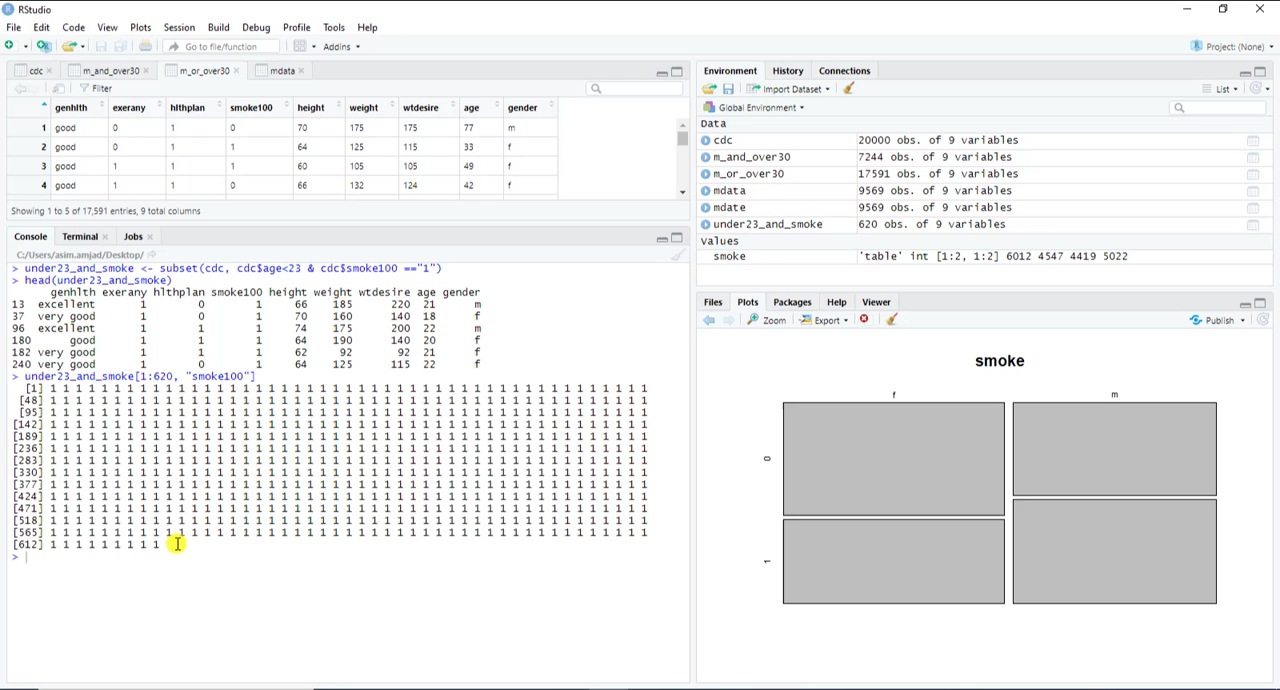 RStudio
File Edit Code View Plots Session Build Debug Profile Tools Help
Go to file/function Addins Project: (None)
cdc m_and_over30 m_or_over30 mdata
Filter
genhlth exerany hlthplan smoke100 height weight wtdesire age gender
1 good 0 1 0 70 175 175 77 m
2 good 0 1 1 64 125 115 33 f
3 good 1 1 1 60 105 105 49 f
4 good 1 1 0 66 132 124 42 f
Showing 1 to 5 of 17,591 entries, 9 total columns
Console Terminal Jobs
C:/Users/asim.amjad/Desktop/
> under23_and_smoke <- subset(cdc, cdc$age<23 & cdc$smoke100 =="1")
> head(under23_and_smoke)
genhlth exerany hlthplan smoke100 height weight wtdesire age gender
13 excellent 1 0 1 66 185 220 21 m
37 very good 1 0 1 70 160 140 18 f
96 excellent 1 1 1 74 175 200 22 m
180 good 1 1 1 64 190 140 20 f
182 very good 1 1 1 62 92 92 21 f
240 very good 1 0 1 64 125 115 22 f
> under23_and_smoke[1:620, "smoke100"]
[1] 1 1 1 1 1 1 1 1 1 1 1 1 1 1 1 1 1 1 1 1 1 1 1 1 1 1 1 1 1 1 1 1 1 1 1 1 1 1 1 1 1 1 1 1 1 1 1
[48] 1 1 1 1 1 1 1 1 1 1 1 1 1 1 1 1 1 1 1 1 1 1 1 1 1 1 1 1 1 1 1 1 1 1 1 1 1 1 1 1 1 1 1 1 1 1 1
[95] 1 1 1 1 1 1 1 1 1 1 1 1 1 1 1 1 1 1 1 1 1 1 1 1 1 1 1 1 1 1 1 1 1 1 1 1 1 1 1 1 1 1 1 1 1 1 1
[142] 1 1 1 1 1 1 1 1 1 1 1 1 1 1 1 1 1 1 1 1 1 1 1 1 1 1 1 1 1 1 1 1 1 1 1 1 1 1 1 1 1 1 1 1 1 1 1
[189] 1 1 1 1 1 1 1 1 1 1 1 1 1 1 1 1 1 1 1 1 1 1 1 1 1 1 1 1 1 1 1 1 1 1 1 1 1 1 1 1 1 1 1 1 1 1 1
[236] 1 1 1 1 1 1 1 1 1 1 1 1 1 1 1 1 1 1 1 1 1 1 1 1 1 1 1 1 1 1 1 1 1 1 1 1 1 1 1 1 1 1 1 1 1 1 1
[283] 1 1 1 1 1 1 1 1 1 1 1 1 1 1 1 1 1 1 1 1 1 1 1 1 1 1 1 1 1 1 1 1 1 1 1 1 1 1 1 1 1 1 1 1 1 1 1
[330] 1 1 1 1 1 1 1 1 1 1 1 1 1 1 1 1 1 1 1 1 1 1 1 1 1 1 1 1 1 1 1 1 1 1 1 1 1 1 1 1 1 1 1 1 1 1 1
[377] 1 1 1 1 1 1 1 1 1 1 1 1 1 1 1 1 1 1 1 1 1 1 1 1 1 1 1 1 1 1 1 1 1 1 1 1 1 1 1 1 1 1 1 1 1 1 1
[424] 1 1 1 1 1 1 1 1 1 1 1 1 1 1 1 1 1 1 1 1 1 1 1 1 1 1 1 1 1 1 1 1 1 1 1 1 1 1 1 1 1 1 1 1 1 1 1
[471] 1 1 1 1 1 1 1 1 1 1 1 1 1 1 1 1 1 1 1 1 1 1 1 1 1 1 1 1 1 1 1 1 1 1 1 1 1 1 1 1 1 1 1 1 1 1 1
[518] 1 1 1 1 1 1 1 1 1 1 1 1 1 1 1 1 1 1 1 1 1 1 1 1 1 1 1 1 1 1 1 1 1 1 1 1 1 1 1 1 1 1 1 1 1 1 1
[565] 1 1 1 1 1 1 1 1 1 1 1 1 1 1 1 1 1 1 1 1 1 1 1 1 1 1 1 1 1 1 1 1 1 1 1 1 1 1 1 1 1 1 1 1 1 1 1
[612] 1 1 1 1 1 1 1 1 1
>
Environment History Connections
Import Dataset List
Global Environment
Data
cdc 20000 obs. of 9 variables
m_and_over30 7244 obs. of 9 variables
m_or_over30 17591 obs. of 9 variables
mdata 9569 obs. of 9 variables
mdate 9569 obs. of 9 variables
under23_and_smoke 620 obs. of 9 variables
Values
smoke 'table' int [1:2, 1:2] 6012 4547 4419 5022
Files Plots Packages Help Viewer
Zoom Export Publish
smoke
f m
0
1